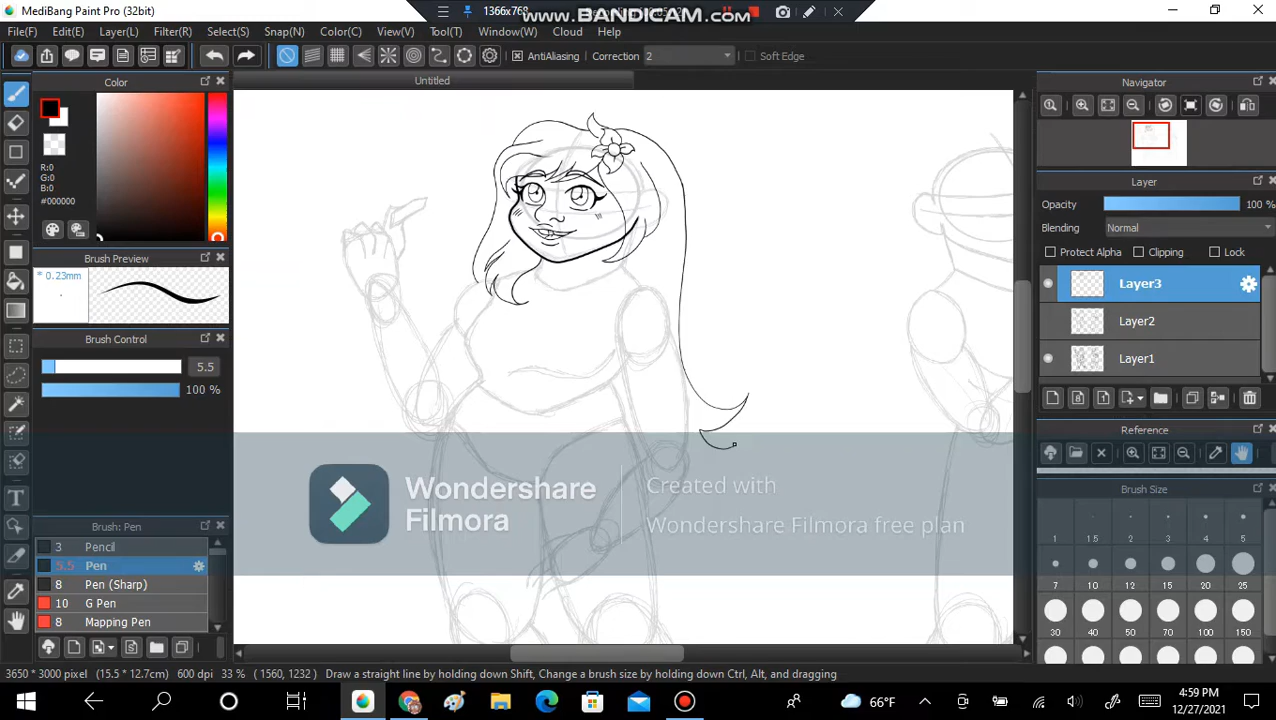 MediBang Paint Pro (32bit)
1366x768
www.BANDICAM.com
File(F) Edit(E) Layer(L) Filter(R) Select(S) Snap(N) Color(C) View(V) Tool(T) Window(W) Cloud Help
AntiAliasing Correction 2 Soft Edge
Untitled
Color
R:0
G:0
B:0
#000000
Brush Preview
* 0.23mm
Brush Control
5.5
100 %
Brush: Pen
3 Pencil
5.5 Pen
8 Pen (Sharp)
10 G Pen
8 Mapping Pen
Wondershare
Filmora
Created with
Wondershare Filmora free plan
Navigator
Layer
Opacity 100 %
Blending Normal
Protect Alpha Clipping Lock
Layer3
Layer2
Layer1
Reference
Brush Size
1 1.5 2 3 4 5
7 10 12 15 20 25
30 40 50 70 100 150
3650 * 3000 pixel (15.5 * 12.7cm) 600 dpi 33 % ( 1560, 1232 ) Draw a straight line by holding down Shift, Change a brush size by holding down Ctrl, Alt, and dragging
66°F
4:59 PM
12/27/2021